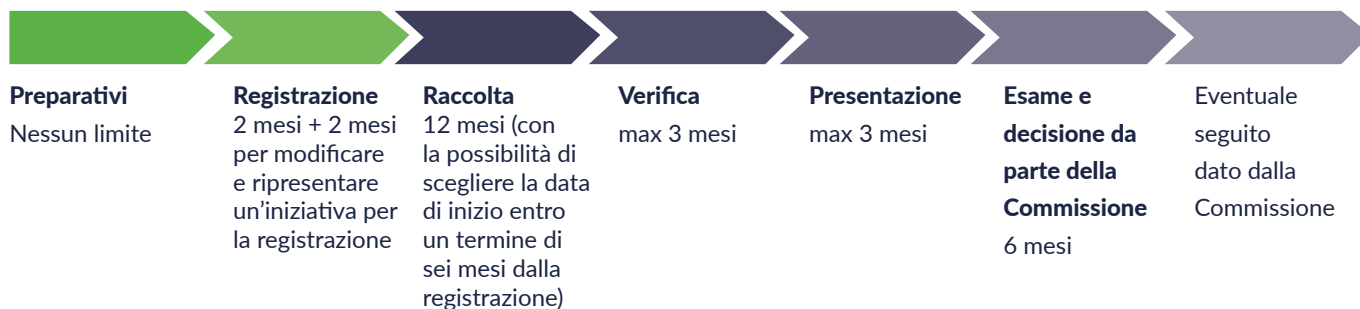 Preparativi
Nessun limite
Registrazione
2 mesi + 2 mesi
per modificare
e ripresentare
un'iniziativa per
la registrazione
Raccolta
12 mesi (con
la possibilità di
scegliere la data
di inizio entro
un termine di
sei mesi dalla
registrazione)
Verifica
max 3 mesi
Presentazione
max 3 mesi
Esame e
decisione da
parte della
Commissione
6 mesi
Eventuale
seguito
dato dalla
Commissione